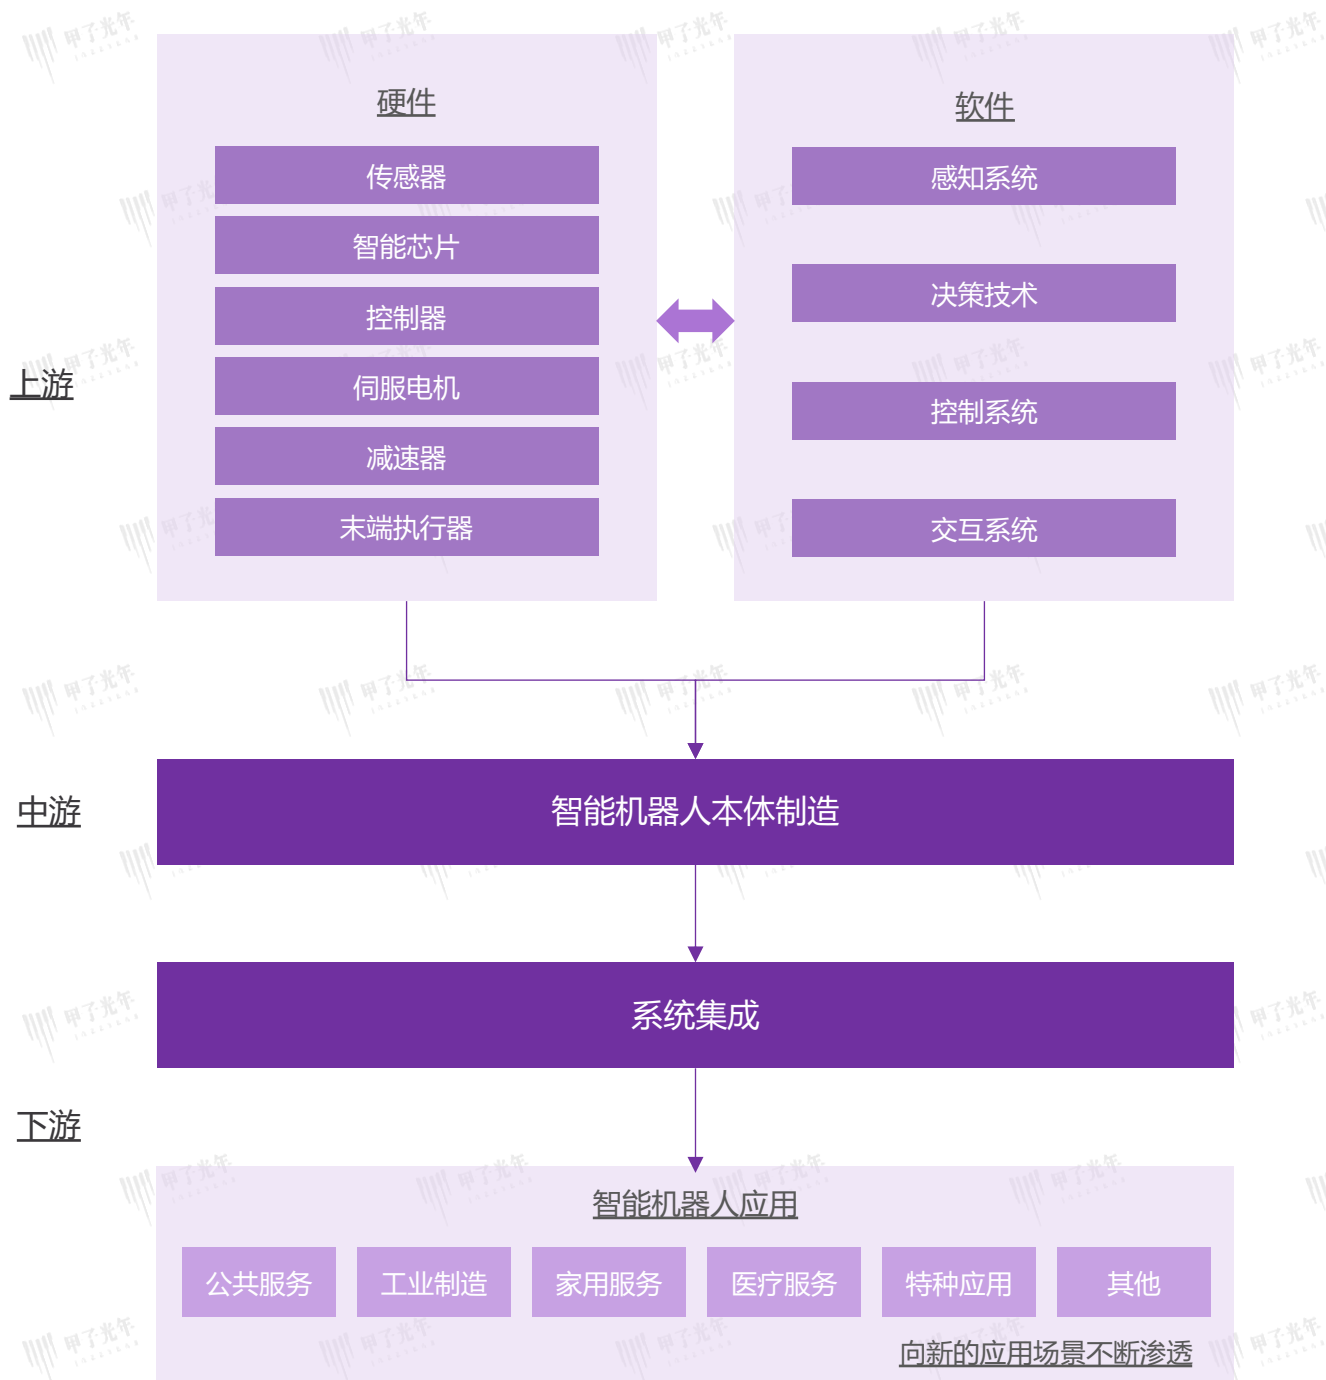 硬件
传感器
智能芯片
控制器
伺服电机
减速器
末端执行器
软件
感知系统
决策技术
控制系统
交互系统
上游
中游
智能机器人本体制造
系统集成
下游
智能机器人应用
公共服务
工业制造
家用服务
医疗服务
特种应用
其他
向新的应用场景不断渗透
甲子光年